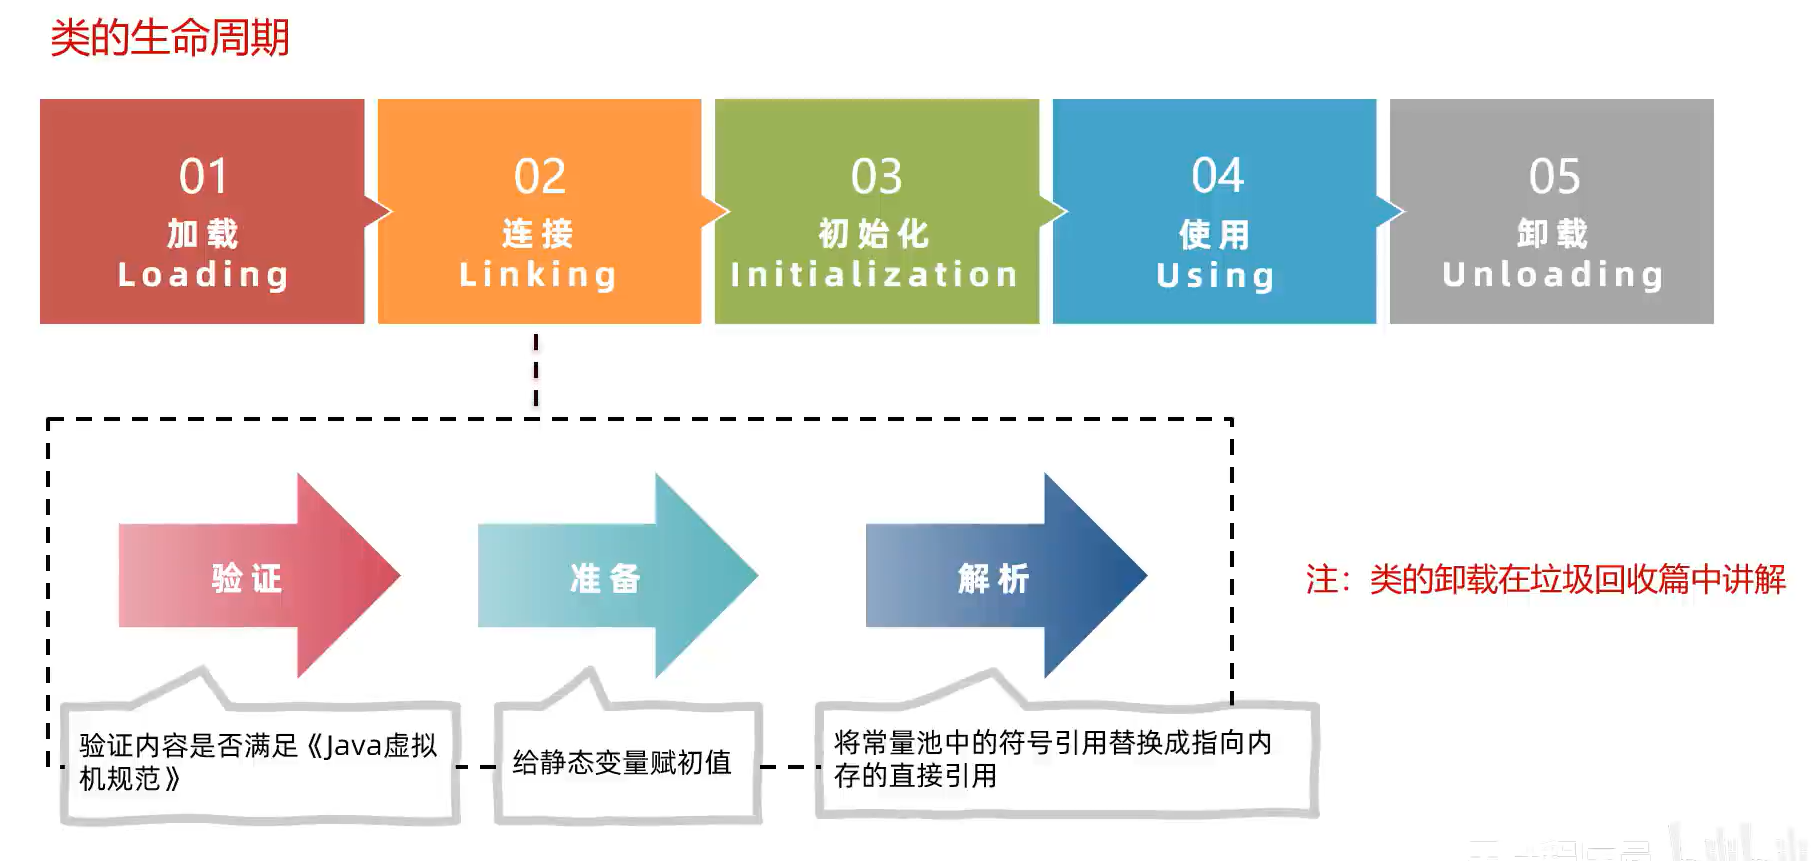 类的生命周期
01
加载
Loading
02
连接
Linking
03
初始化
Initialization
04
使用
Using
05
卸载
Unloading
验证
准备
解析
注：类的卸载在垃圾回收篇中讲解
验证内容是否满足《Java虚拟
机规范》
给静态变量赋初值
将常量池中的符号引用替换成指向内
存的直接引用